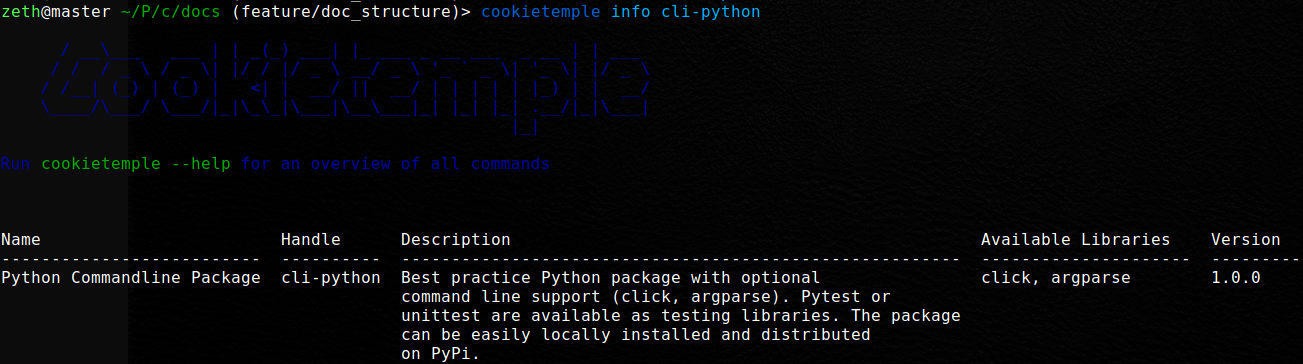 zeth@master ~/P/c/docs (feature/doc_structure)> cookietemple info cli-python
cookietemple
Run cookietemple --help for an overview of all commands
Name Handle Description Available Libraries Version
-------------------------- ---------- -------------------------------------------------------- --------------------- ---------
Python Commandline Package cli-python Best practice Python package with optional click, argparse 1.0.0
command line support (click, argparse). Pytest or
unittest are available as testing libraries. The package
can be easily locally installed and distributed
on PyPi.